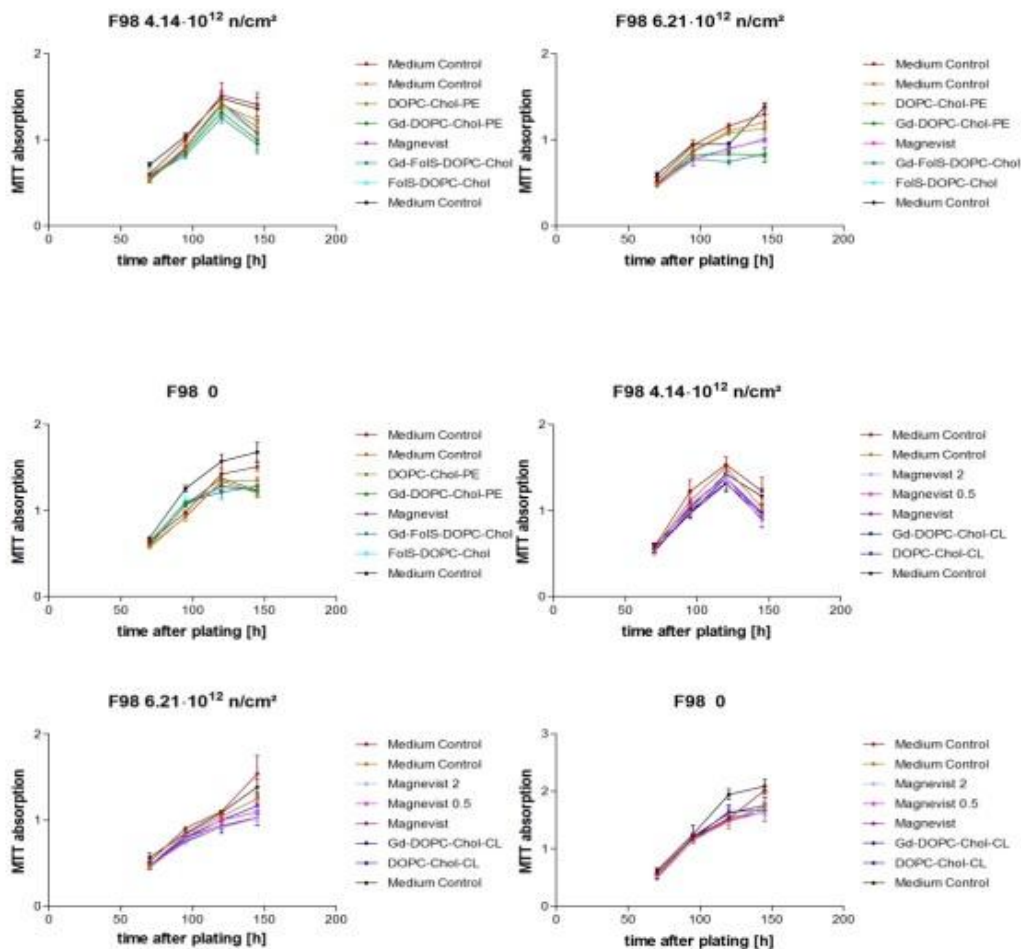 F98 4.14·10¹² n/cm²
MTT absorption
2
1
0
0 50 100 150 200
time after plating [h]
Medium Control
Medium Control
DOPC-Chol-PE
Gd-DOPC-Chol-PE
Magnevist
Gd-FolS-DOPC-Chol
FolS-DOPC-Chol
Medium Control
F98 6.21·10¹² n/cm²
MTT absorption
2
1
0
0 50 100 150 200
time after plating [h]
Medium Control
Medium Control
DOPC-Chol-PE
Gd-DOPC-Chol-PE
Magnevist
Gd-FolS-DOPC-Chol
FolS-DOPC-Chol
Medium Control
F98 0
MTT absorption
2
1
0
0 50 100 150 200
time after plating [h]
Medium Control
Medium Control
DOPC-Chol-PE
Gd-DOPC-Chol-PE
Magnevist
Gd-FolS-DOPC-Chol
FolS-DOPC-Chol
Medium Control
F98 4.14·10¹² n/cm²
MTT absorption
2
1
0
0 50 100 150 200
time after plating [h]
Medium Control
Medium Control
Magnevist 2
Magnevist 0.5
Magnevist
Gd-DOPC-Chol-CL
DOPC-Chol-CL
Medium Control
F98 6.21·10¹² n/cm²
MTT absorption
2
1
0
0 50 100 150 200
time after plating [h]
Medium Control
Medium Control
Magnevist 2
Magnevist 0.5
Magnevist
Gd-DOPC-Chol-CL
DOPC-Chol-CL
Medium Control
F98 0
MTT absorption
3
2
1
0
0 50 100 150 200
time after plating [h]
Medium Control
Medium Control
Magnevist 2
Magnevist 0.5
Magnevist
Gd-DOPC-Chol-CL
DOPC-Chol-CL
Medium Control